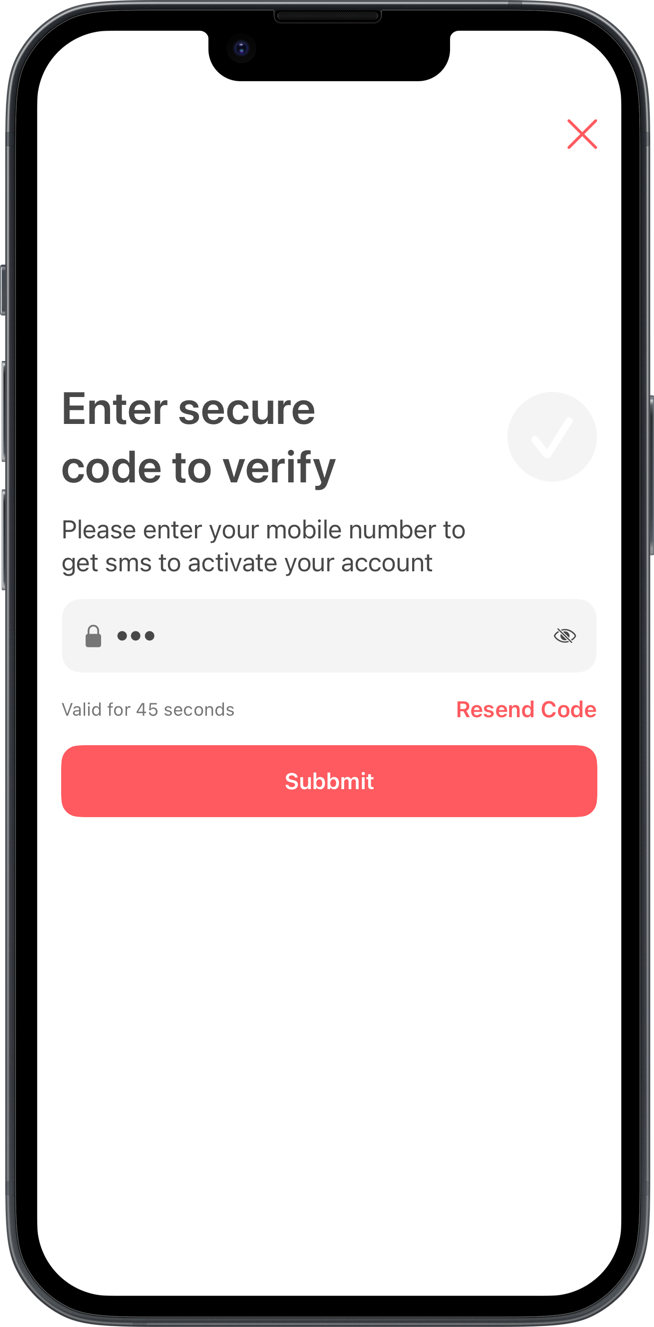 Enter secure
code to verify
Please enter your mobile number to
get sms to activate your account
•••
Valid for 45 seconds
Resend Code
Subbmit